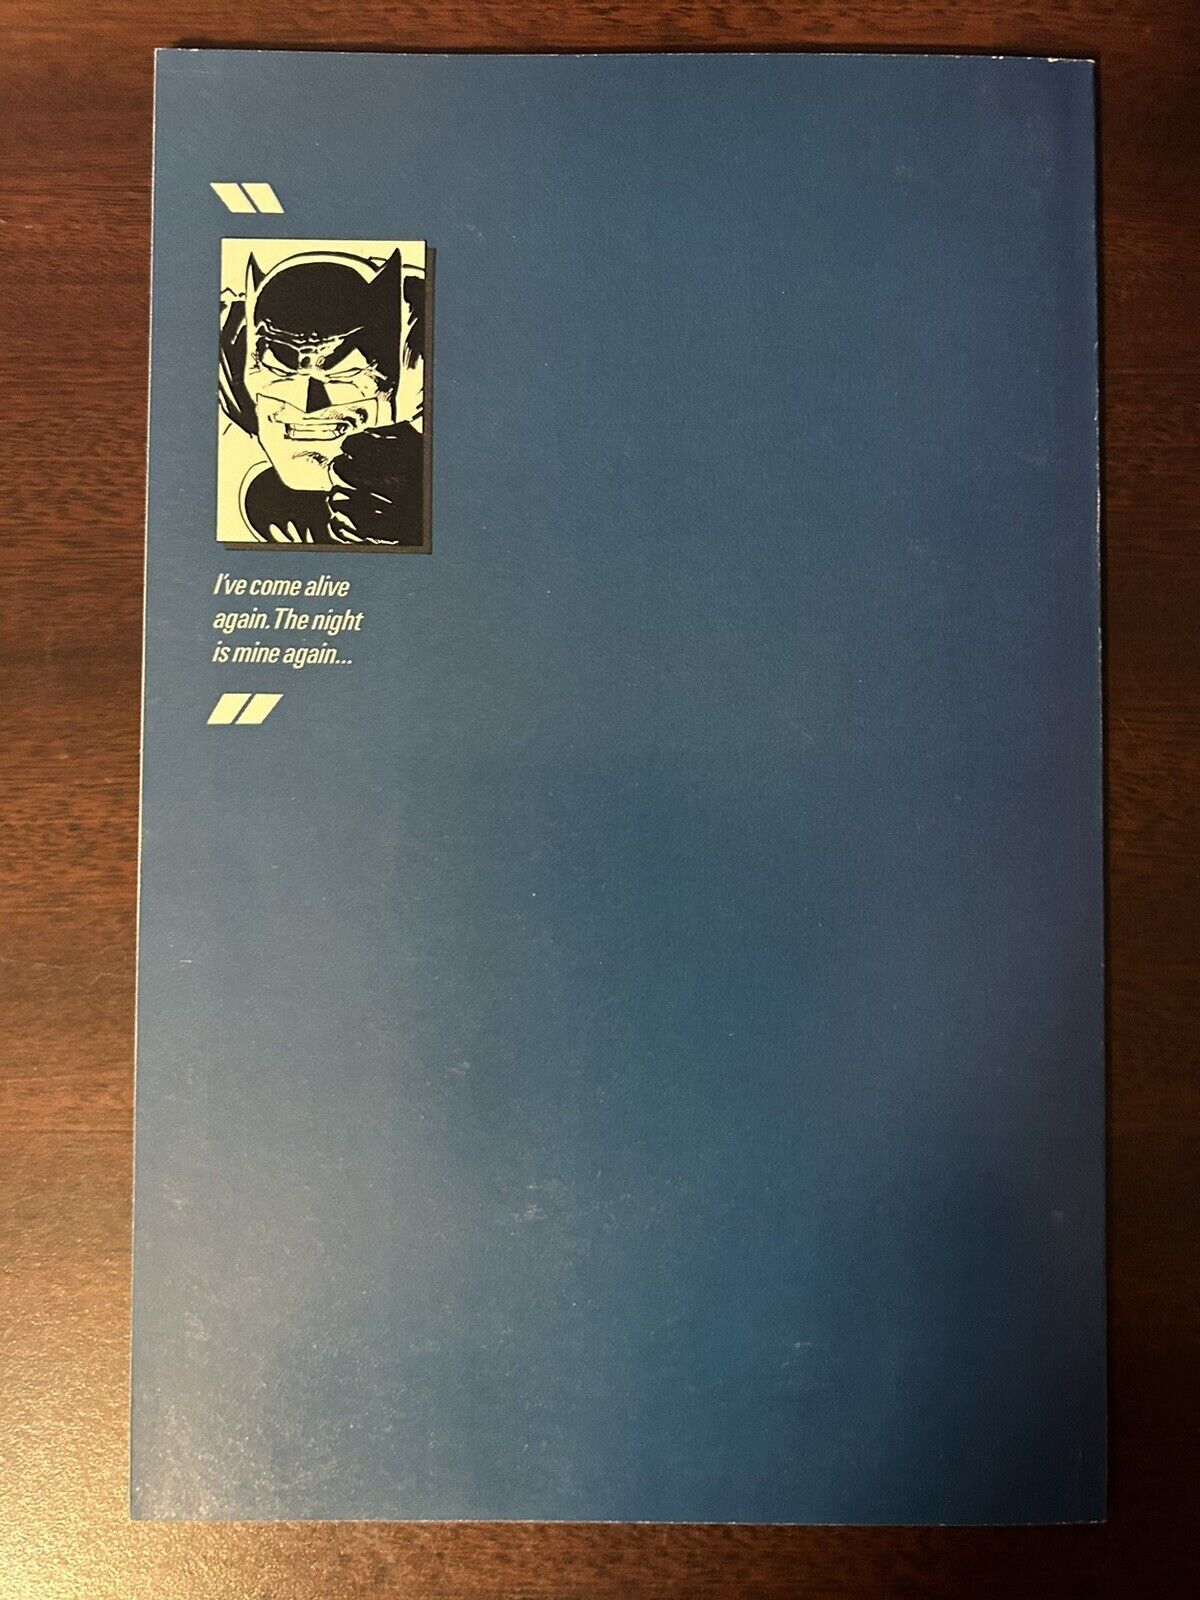 I've come alive
again. The night
is mine again...